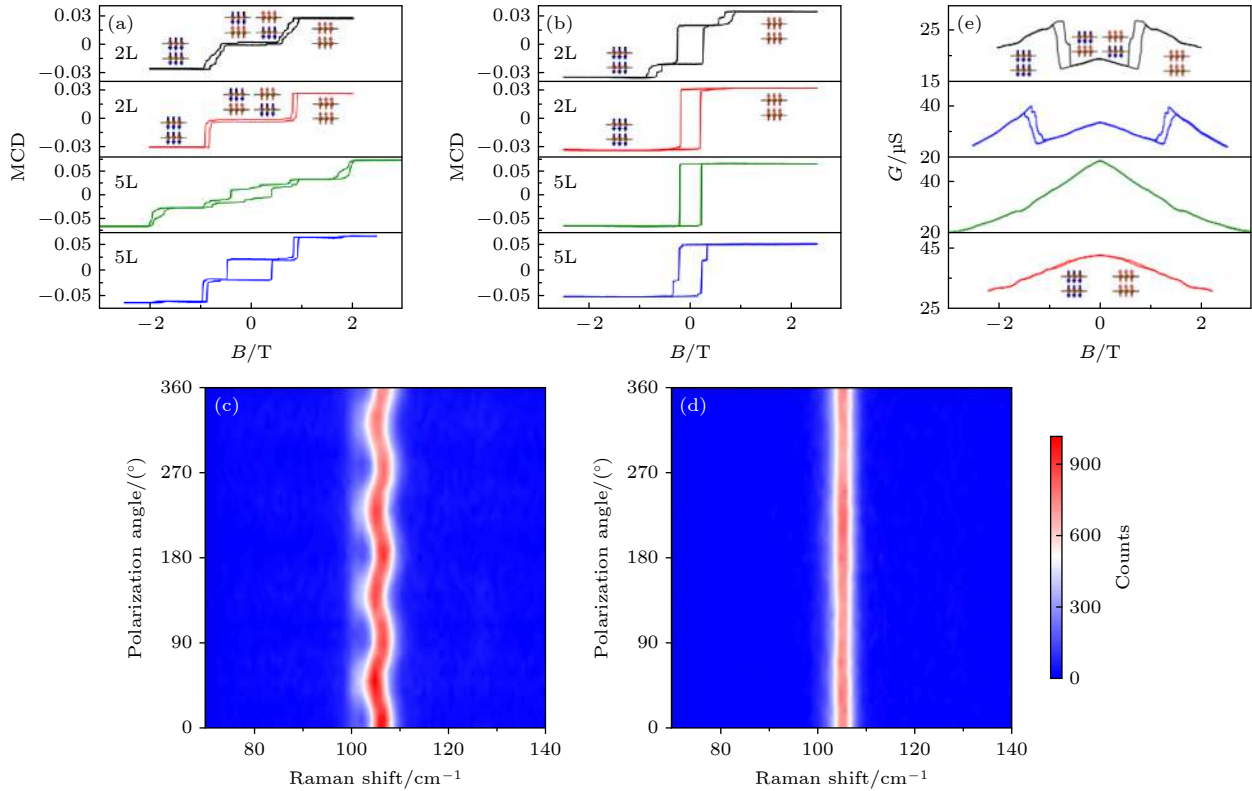 (a)
MCD
0.03
0
−0.03
2L
0.03
0
−0.03
2L
0.05
0
−0.05
5L
0.05
0
−0.05
5L
−2
0
2
B/T
(b)
MCD
0.03
0
−0.03
2L
0.03
0
−0.03
2L
0.05
0
−0.05
5L
0.05
0
−0.05
5L
−2
0
2
B/T
(e)
G/µS
25
15
40
20
40
20
45
25
−2
0
2
B/T
(c)
Polarization angle/(°)
360
270
180
90
0
80
100
120
140
Raman shift/cm⁻¹
(d)
Polarization angle/(°)
360
270
180
90
0
80
100
120
140
Raman shift/cm⁻¹
900
600
300
0
Counts